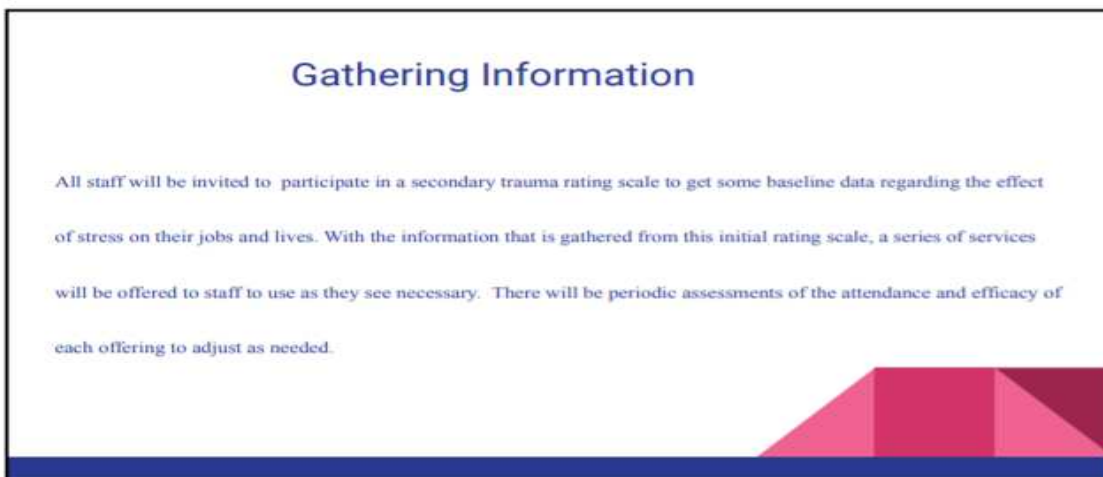 Gathering Information
All staff will be invited to  participate in a secondary trauma rating scale to get some baseline data regarding the effect
of stress on their jobs and lives. With the information that is gathered from this initial rating scale, a series of services
will be offered to staff to use as they see necessary.  There will be periodic assessments of the attendance and efficacy of
each offering to adjust as needed.